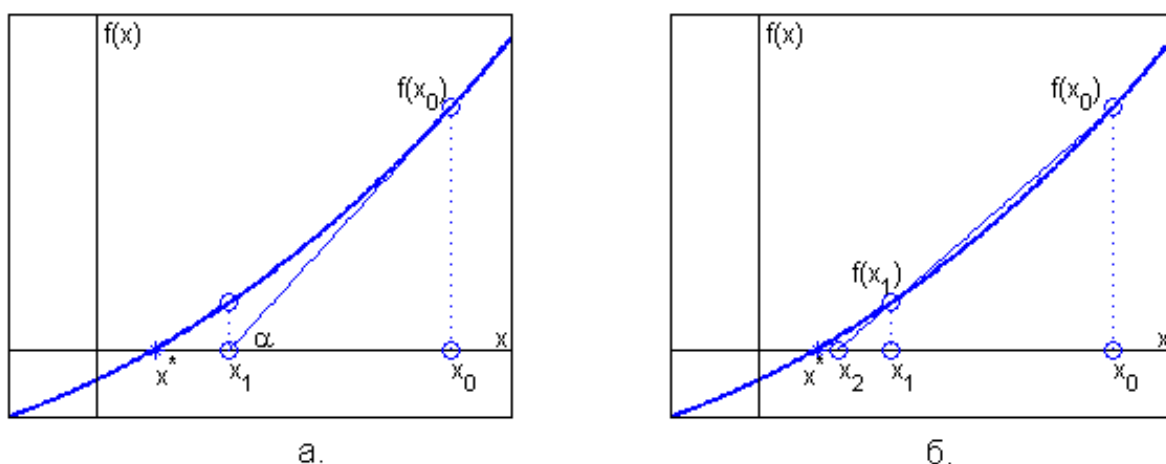 f(x)
f(x₀)
α
x
x*
x₁
x₀
а.
f(x)
f(x₀)
f(x₁)
x
x*
x₂
x₁
x₀
б.